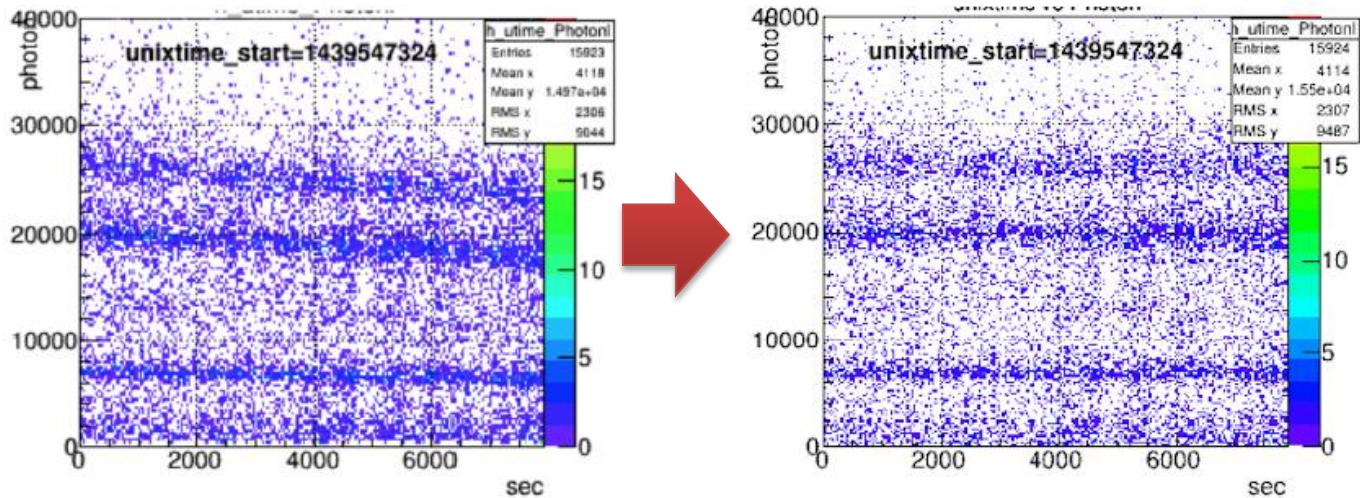 40000
30000
20000
10000
0
photonI
unixtime_start=1439547324
h_utime_PhotonI
Entries 15923
Mean x 4118
Mean y 1.497e+04
RMS x 2306
RMS y 9044
15
10
5
0
0 2000 4000 6000
sec
40000
30000
20000
10000
0
photonI
unixtime_start=1439547324
h_utime_PhotonI
Entries 15924
Mean x 4114
Mean y 1.55e+04
RMS x 2307
RMS y 9487
15
10
5
0
0 2000 4000 6000
sec